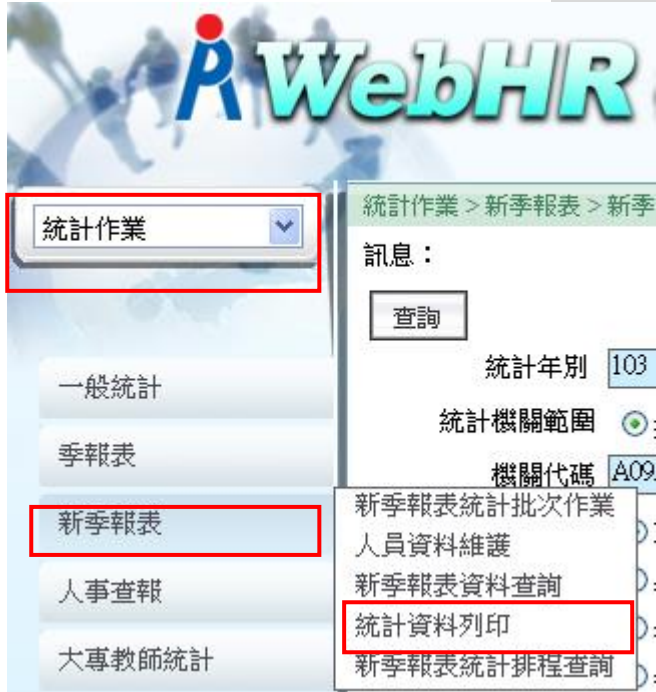 WebHR
統計作業
統計作業 > 新季報表 > 新季
訊息：
查詢
統計年別 103
統計機關範圍
機關代碼 A09
一般統計
季報表
新季報表
人事查報
大專教師統計
新季報表統計批次作業
人員資料維護
新季報表資料查詢
統計資料列印
新季報表統計排程查詢